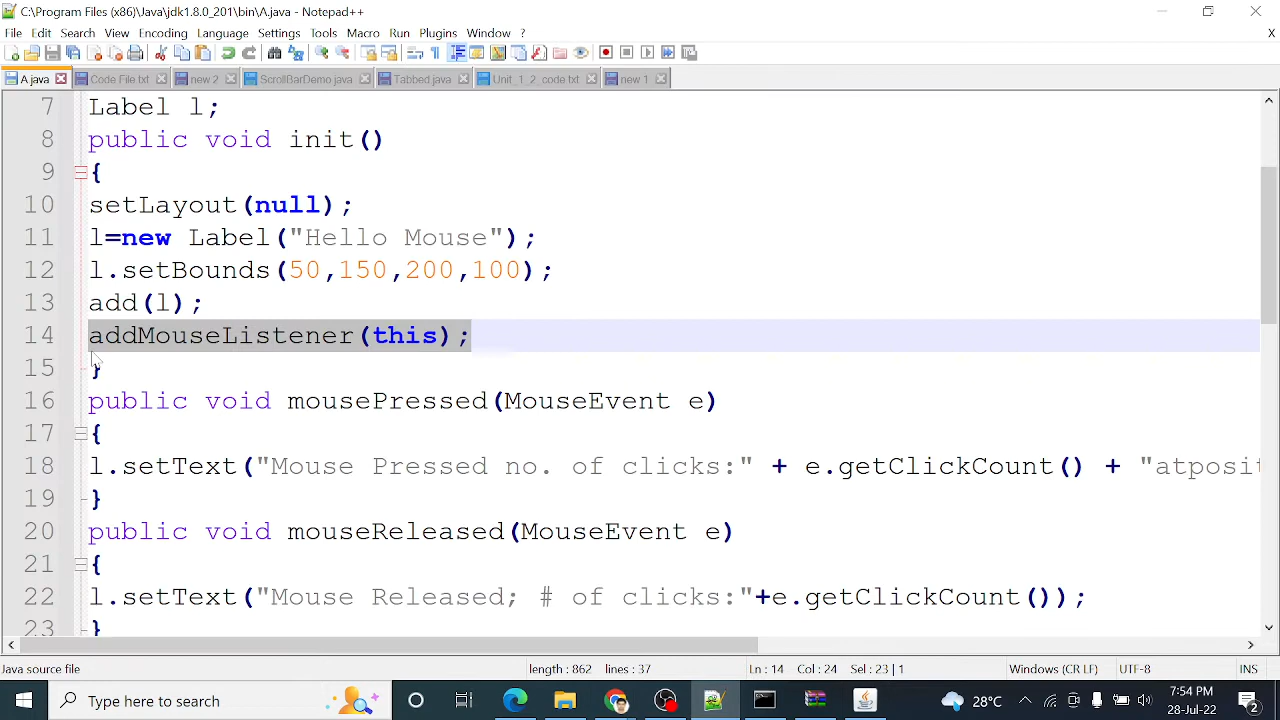 C:\Program Files (x86)\Java\jdk1.8.0_201\bin\A.java - Notepad++
File Edit Search View Encoding Language Settings Tools Macro Run Plugins Window ? X
A.java Code File.txt new 2 ScrollBarDemo.java Tabbed.java Unit_1_2_code.txt new 1
7 Label l;
8 public void init()
9 {
10 setLayout(null);
11 l=new Label("Hello Mouse");
12 l.setBounds(50,150,200,100);
13 add(l);
14 addMouseListener(this);
15 }
16 public void mousePressed(MouseEvent e)
17 {
18 l.setText("Mouse Pressed no. of clicks:" + e.getClickCount() + "atposit
19 }
20 public void mouseReleased(MouseEvent e)
21 {
22 l.setText("Mouse Released; # of clicks:"+e.getClickCount());
23 }
Java source file length : 862 lines : 37 Ln : 14 Col : 24 Sel : 23 | 1 Windows (CR LF) UTF-8 INS
Type here to search 28°C 7:54 PM
28-Jul-22 2